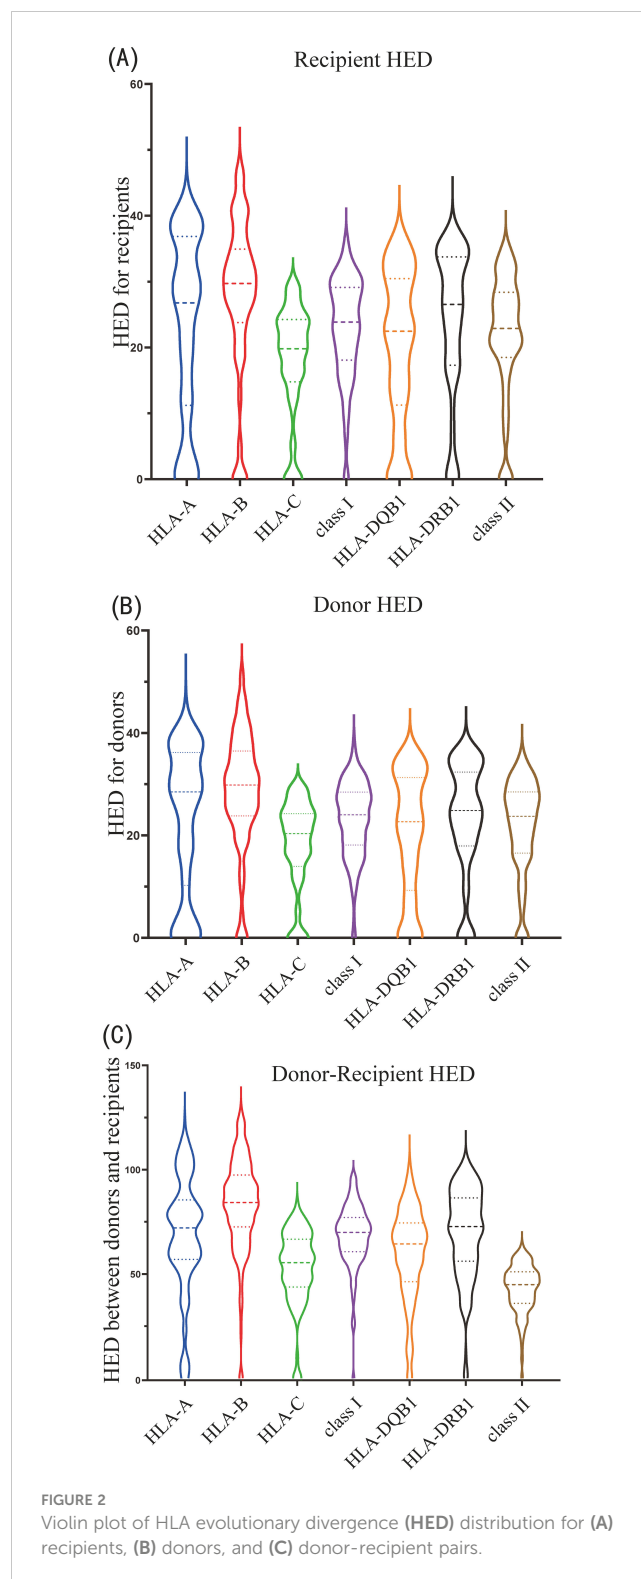 (A)
Recipient HED
HED for recipients
60
40
20
0
HLA-A
HLA-B
HLA-C
class I
HLA-DQB1
HLA-DRB1
class II
(B)
Donor HED
HED for donors
60
40
20
0
HLA-A
HLA-B
HLA-C
class I
HLA-DQB1
HLA-DRB1
class II
(C)
Donor-Recipient HED
HED between donors and recipients
150
100
50
0
HLA-A
HLA-B
HLA-C
class I
HLA-DQB1
HLA-DRB1
class II
FIGURE 2
Violin plot of HLA evolutionary divergence (HED) distribution for (A)
recipients, (B) donors, and (C) donor-recipient pairs.